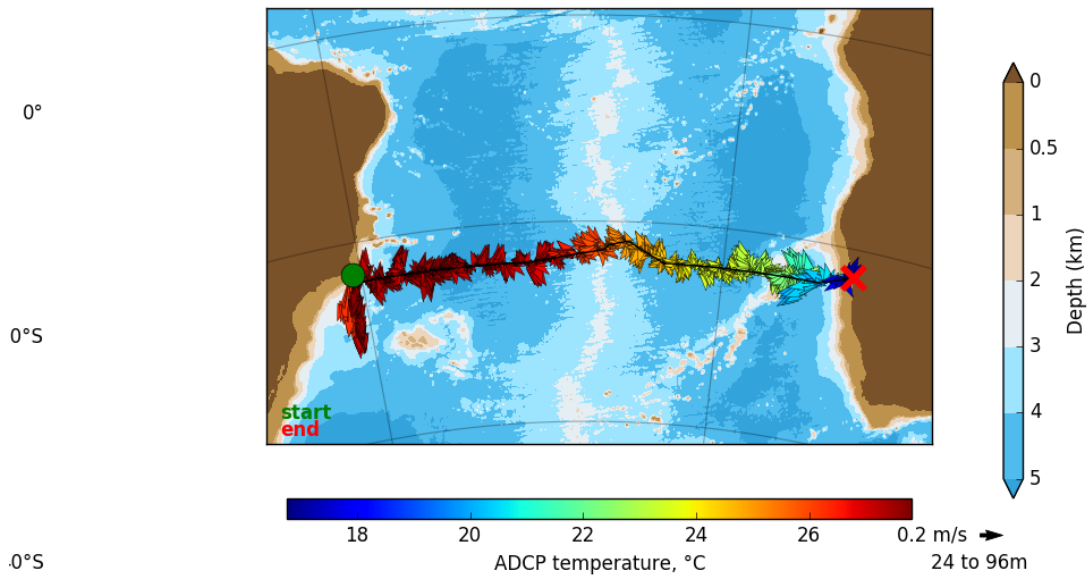 0°
0°S
.0°S
start
end
0
0.5
1
2
3
4
5
Depth (km)
18 20 22 24 26 0.2 m/s
ADCP temperature, °C 24 to 96m